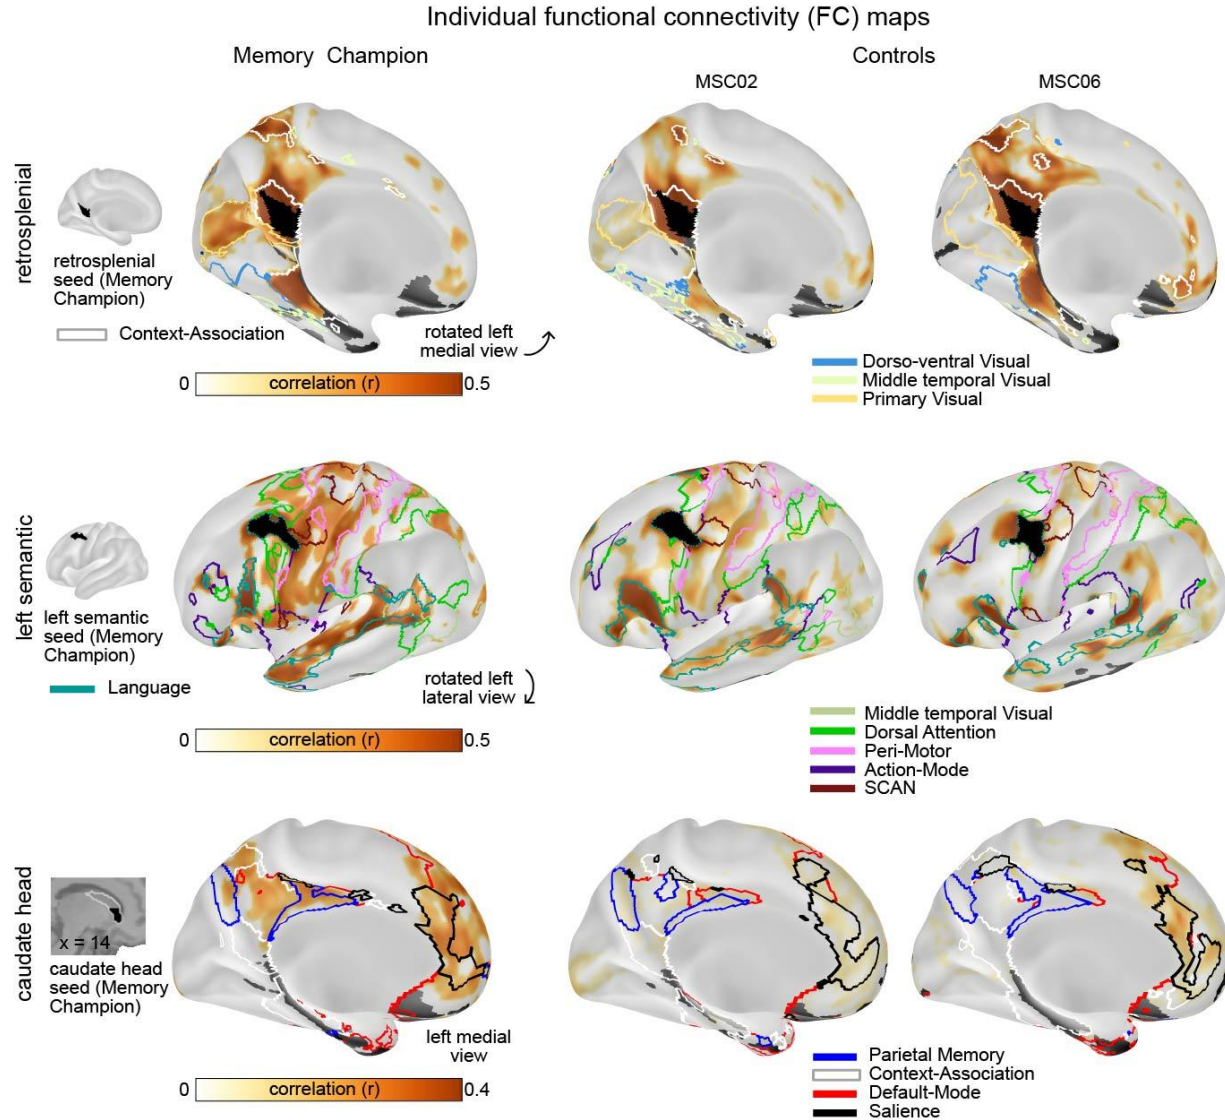 Individual functional connectivity (FC) maps
Memory Champion
Controls
MSC02
MSC06
retrosplenial
retrosplenial
seed (Memory
Champion)
Context-Association
rotated left
medial view
0 correlation (r) 0.5
Dorso-ventral Visual
Middle temporal Visual
Primary Visual
left semantic
left semantic
seed (Memory
Champion)
Language
rotated left
lateral view
0 correlation (r) 0.5
Middle temporal Visual
Dorsal Attention
Peri-Motor
Action-Mode
SCAN
caudate head
x = 14
caudate head
seed (Memory
Champion)
left medial
view
0 correlation (r) 0.4
Parietal Memory
Context-Association
Default-Mode
Salience